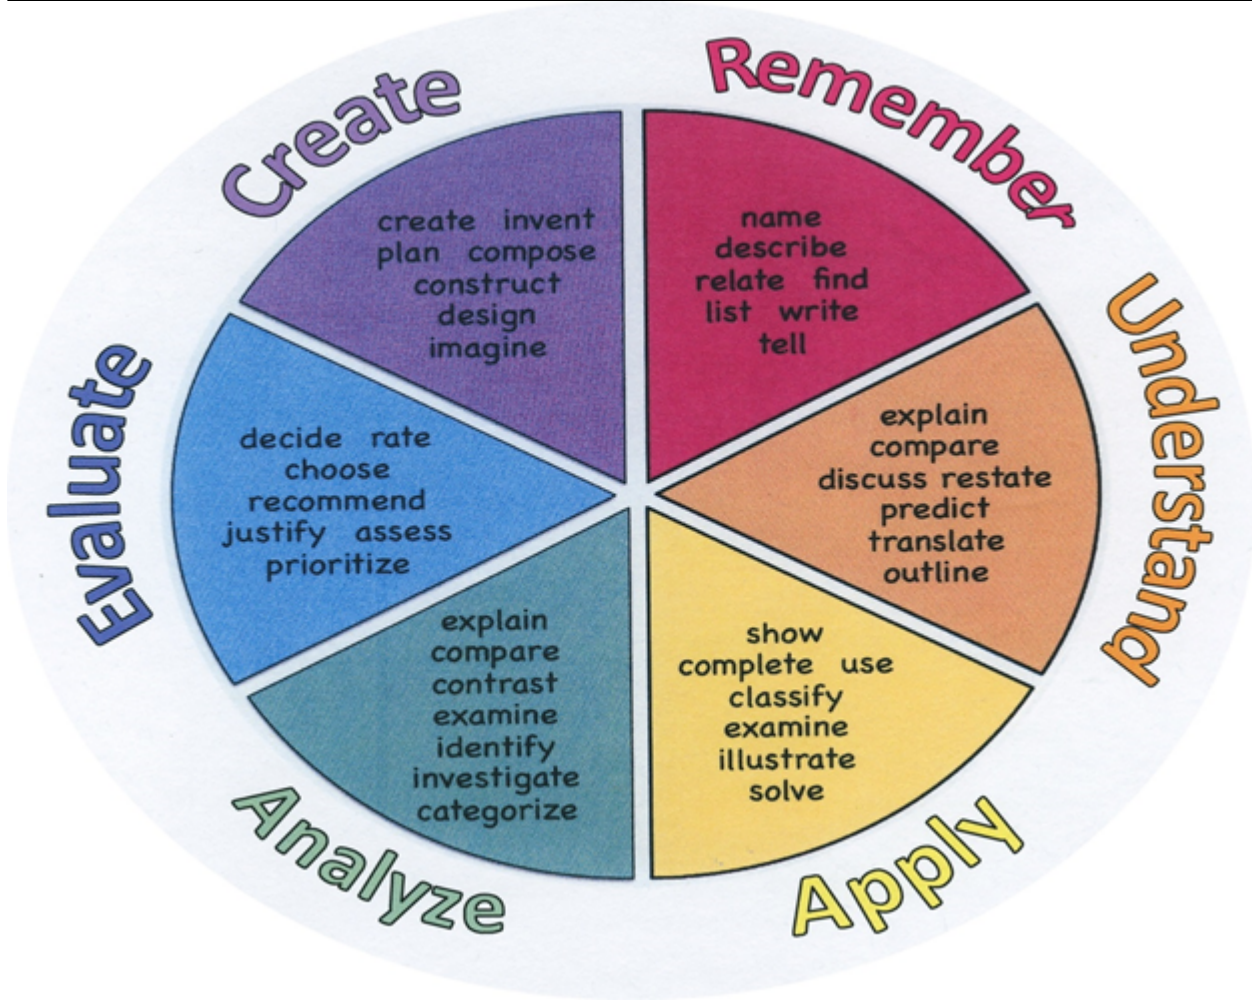 Remember
name
describe
relate find
list write
tell
Understand
explain
compare
discuss restate
predict
translate
outline
Apply
show
complete use
classify
examine
illustrate
solve
Analyze
explain
compare
contrast
examine
identify
investigate
categorize
Evaluate
decide rate
choose
recommend
justify assess
prioritize
Create
create invent
plan compose
construct
design
imagine